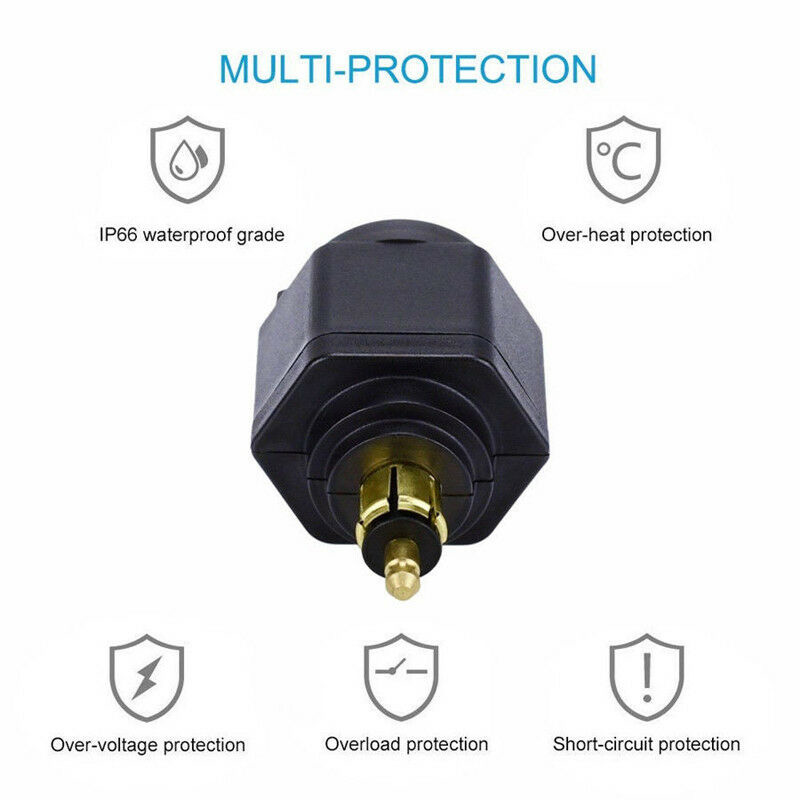 MULTI-PROTECTION
IP66 waterproof grade
°C
Over-heat protection
Over-voltage protection
Overload protection
!
Short-circuit protection